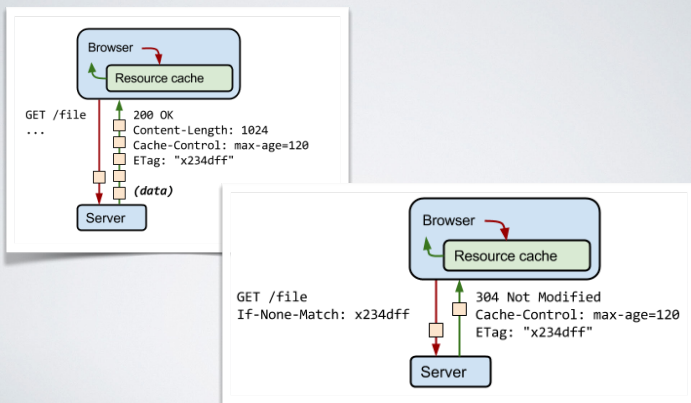 Browser
Resource cache
GET /file
...
200 OK
Content-Length: 1024
Cache-Control: max-age=120
ETag: "x234dff"
(data)
Server
Browser
Resource cache
GET /file
If-None-Match: x234dff
304 Not Modified
Cache-Control: max-age=120
ETag: "x234dff"
Server